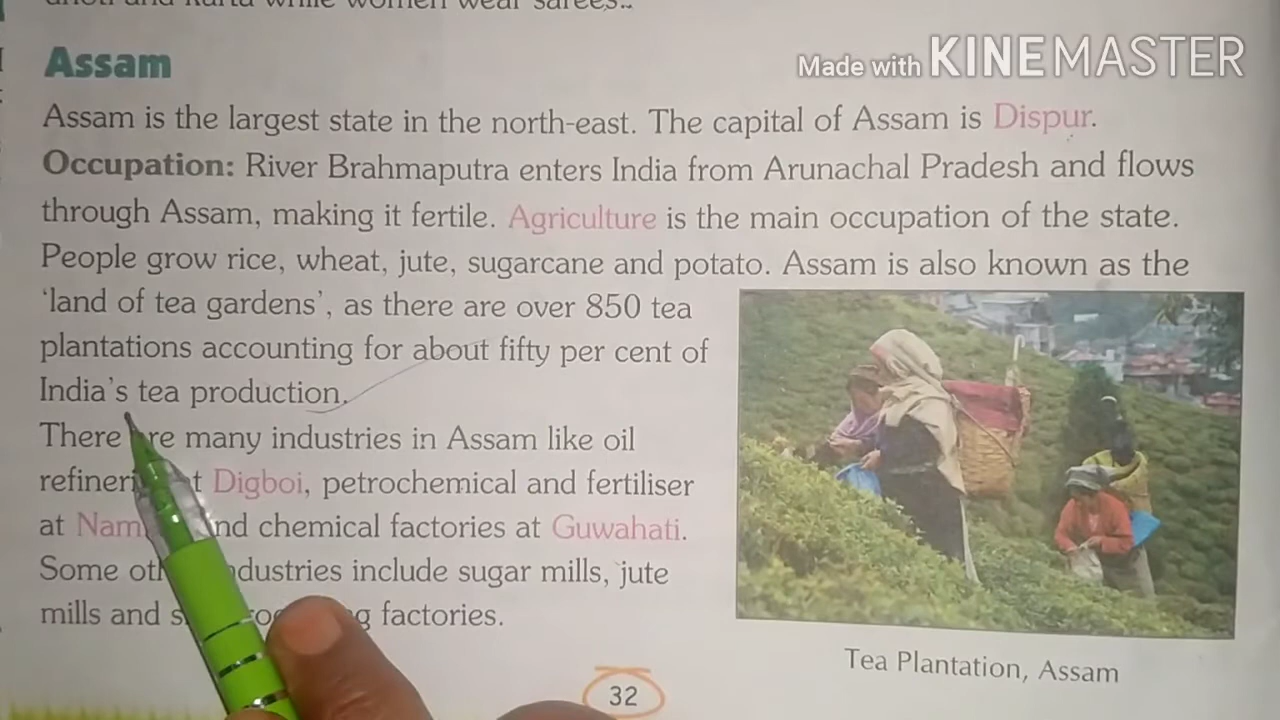 Made with KINEMASTER
Assam
Assam is the largest state in the north-east. The capital of Assam is Dispur.
Occupation: River Brahmaputra enters India from Arunachal Pradesh and flows
through Assam, making it fertile. Agriculture is the main occupation of the state.
People grow rice, wheat, jute, sugarcane and potato. Assam is also known as the
'land of tea gardens', as there are over 850 tea
plantations accounting for about fifty per cent of
India's tea production.
There are many industries in Assam like oil
at Digboi, petrochemical and fertiliser
at and chemical factories at Guwahati.
Some industries include sugar mills, jute
mills and factories.
Tea Plantation, Assam
32